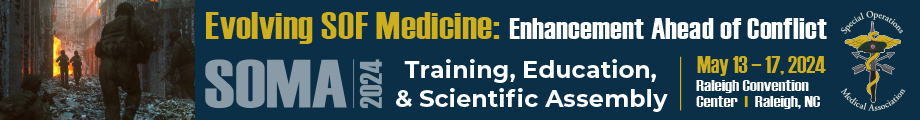 Evolving SOF Medicine: Enhancement Ahead of Conflict
SOMA 2024
Training, Education,
& Scientific Assembly
May 13 – 17, 2024
Raleigh Convention
Center I Raleigh, NC
Special Operations
Medical Association